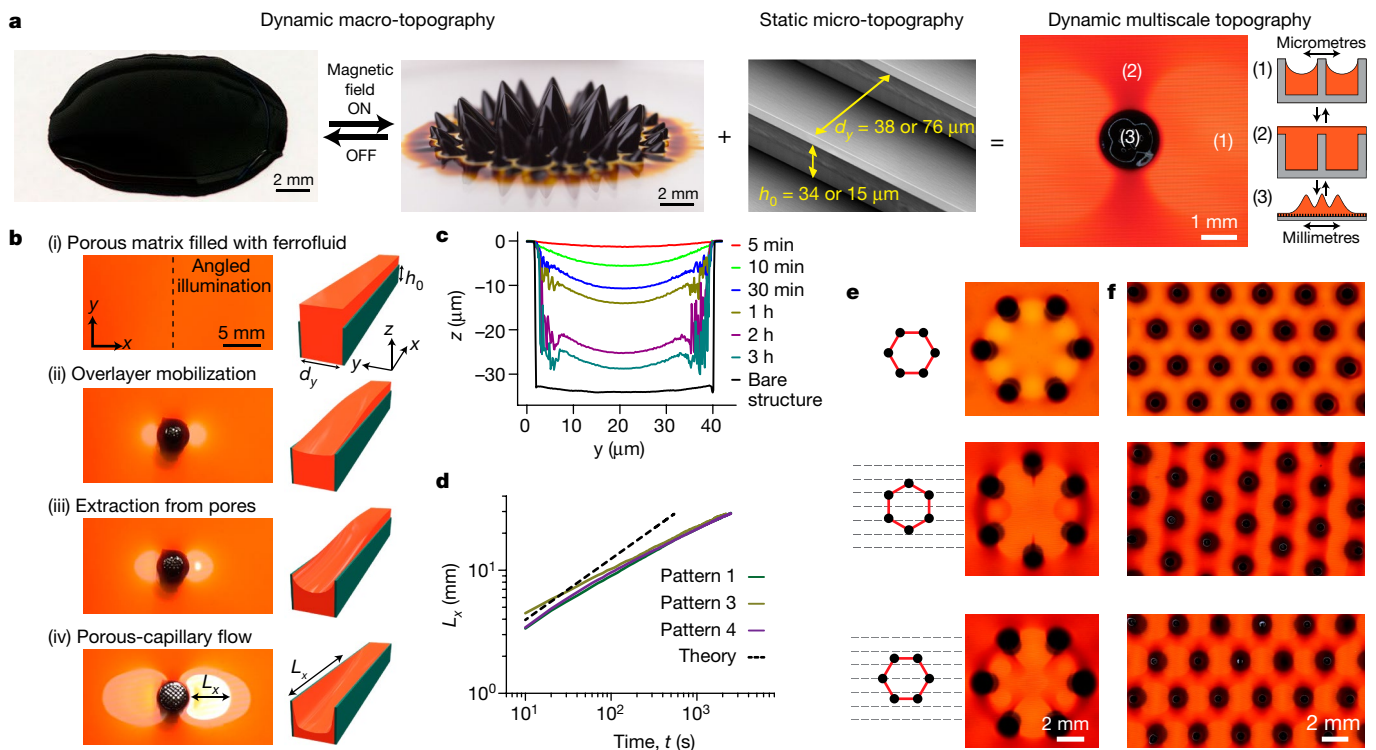 a
Dynamic macro-topography
Static micro-topography
Dynamic multiscale topography
Magnetic
field
ON
OFF
2 mm
2 mm
+
d_y = 38 or 76 μm
h_0 = 34 or 15 μm
=
(2)
(3)
(1)
1 mm
Micrometres
(1)
(2)
(3)
Millimetres
b
(i) Porous matrix filled with ferrofluid
Angled
illumination
y
x
5 mm
h_0
d_y
z
y
x
(ii) Overlayer mobilization
(iii) Extraction from pores
(iv) Porous-capillary flow
L_x
L_x
c
0
−10
−20
−30
z (μm)
0 10 20 30 40
y (μm)
5 min
10 min
30 min
1 h
2 h
3 h
Bare
structure
d
10^1
10^0
L_x (mm)
10^1 10^2 10^3
Time, t (s)
Pattern 1
Pattern 3
Pattern 4
Theory
e
2 mm
f
2 mm